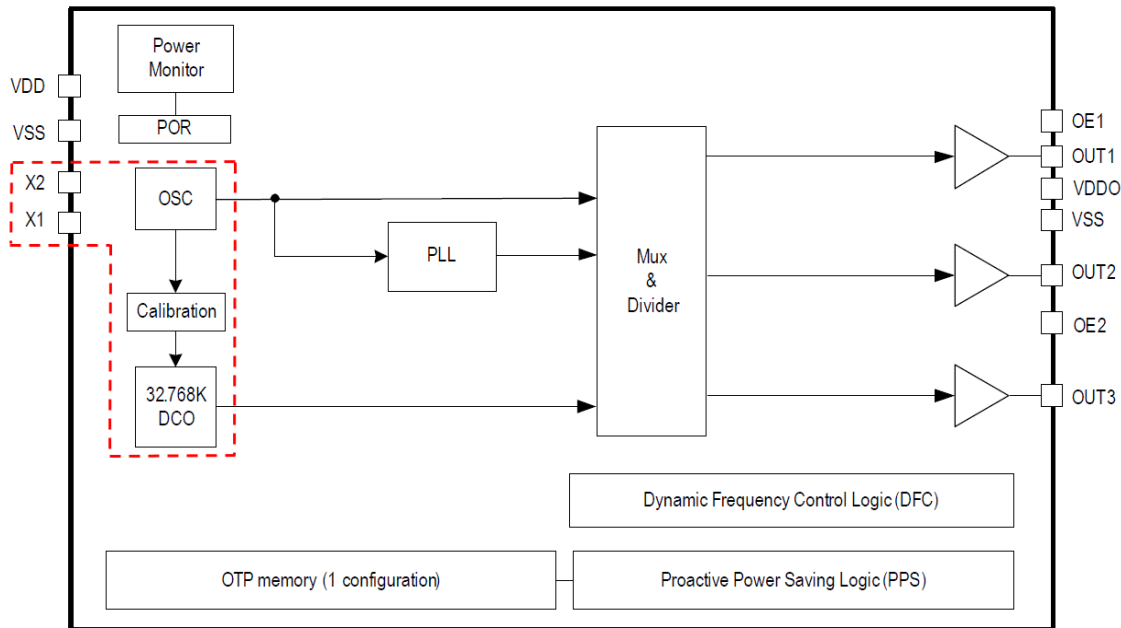 Power
Monitor
POR
VDD
VSS
X2
X1
OSC
PLL
Calibration
32.768K
DCO
Mux
&
Divider
OE1
OUT1
VDDO
VSS
OUT2
OE2
OUT3
Dynamic Frequency Control Logic (DFC)
OTP memory (1 configuration)
Proactive Power Saving Logic (PPS)